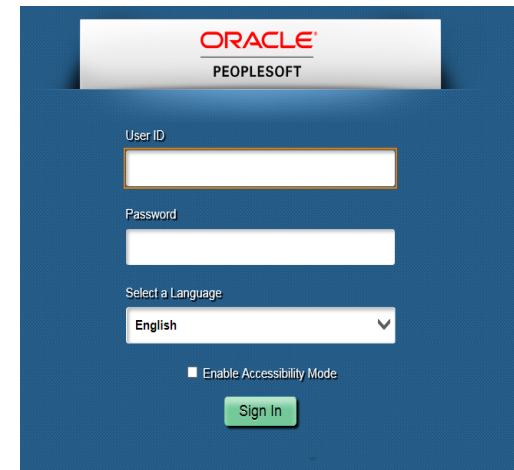 ORACLE
PEOPLESOFT
User ID
Password
Select a Language
English
Enable Accessibility Mode
Sign In